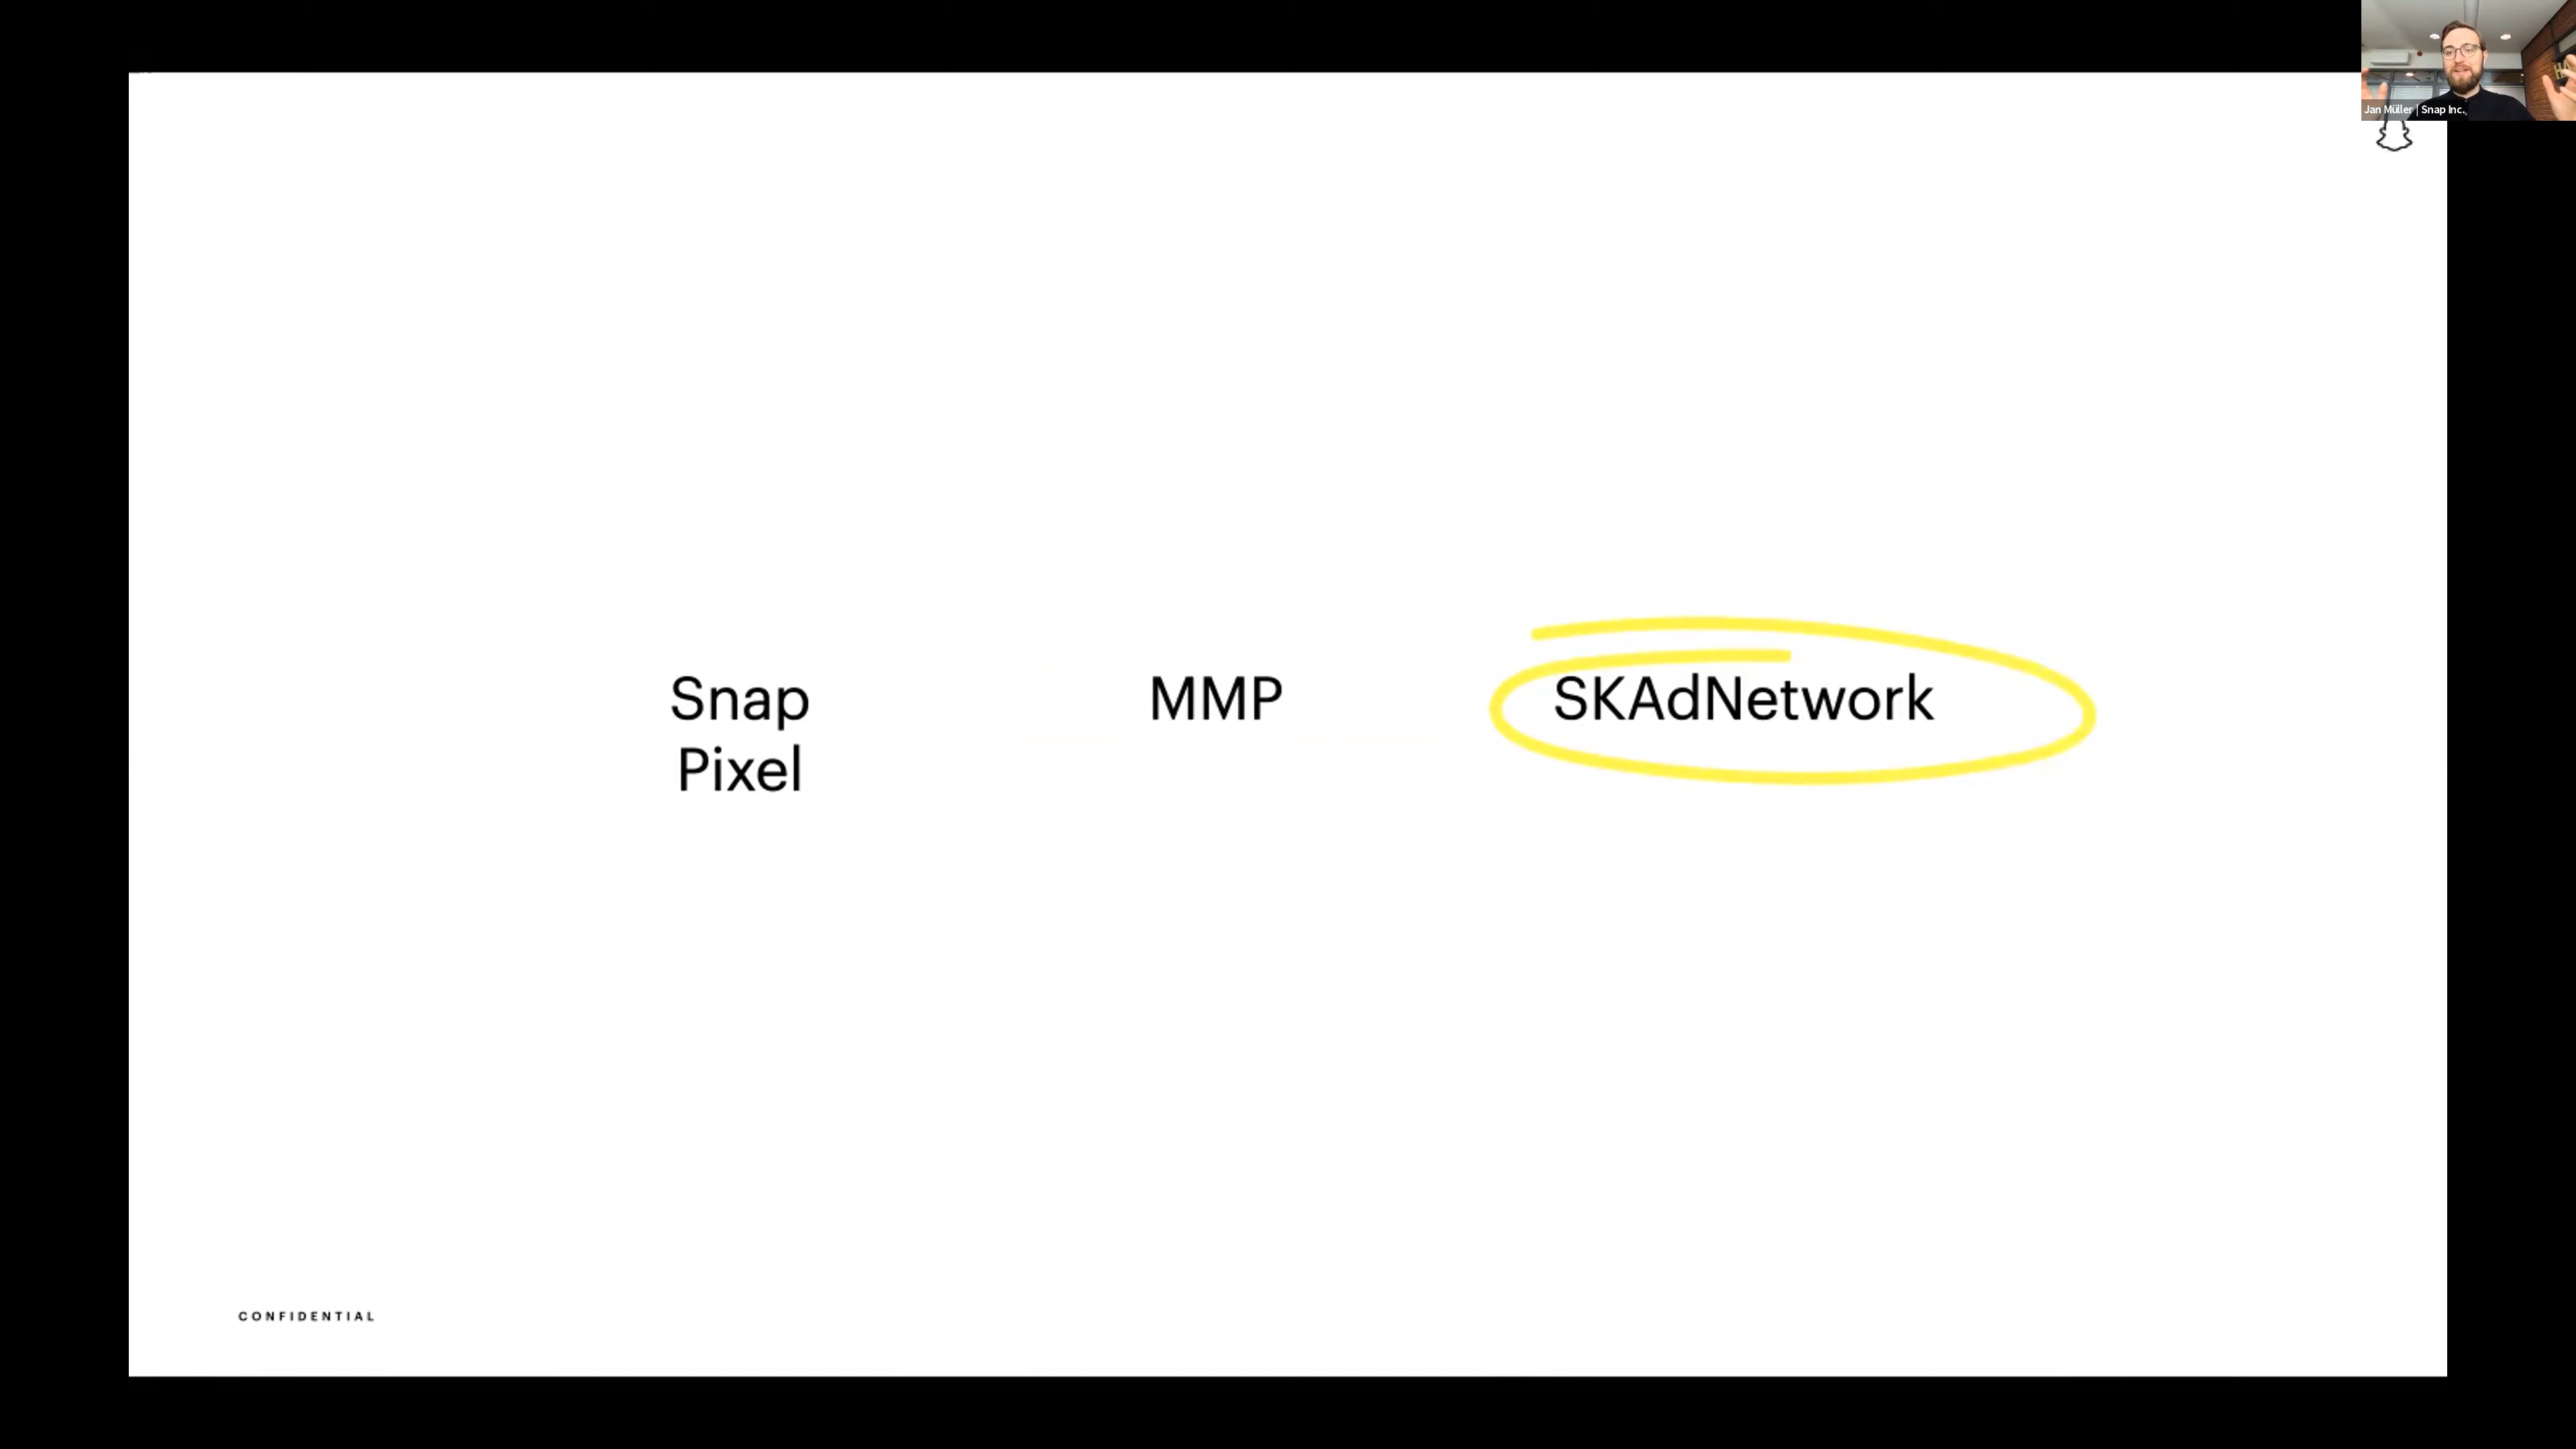 Jan Müller | Snap Inc.
Snap
Pixel
MMP
SKAdNetwork
CONFIDENTIAL